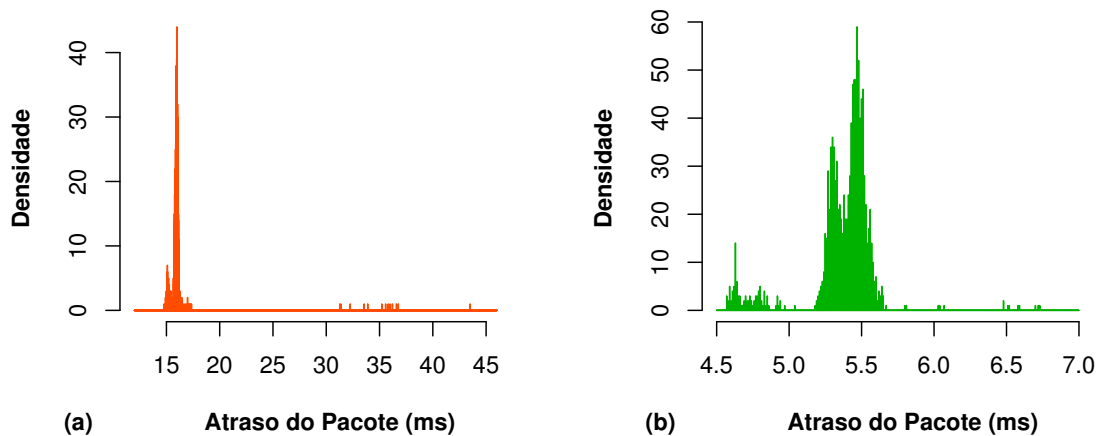 Densidade
0 10 20 30 40
15 20 25 30 35 40 45
(a) Atraso do Pacote (ms)
Densidade
0 10 20 30 40 50 60
4.5 5.0 5.5 6.0 6.5 7.0
(b) Atraso do Pacote (ms)